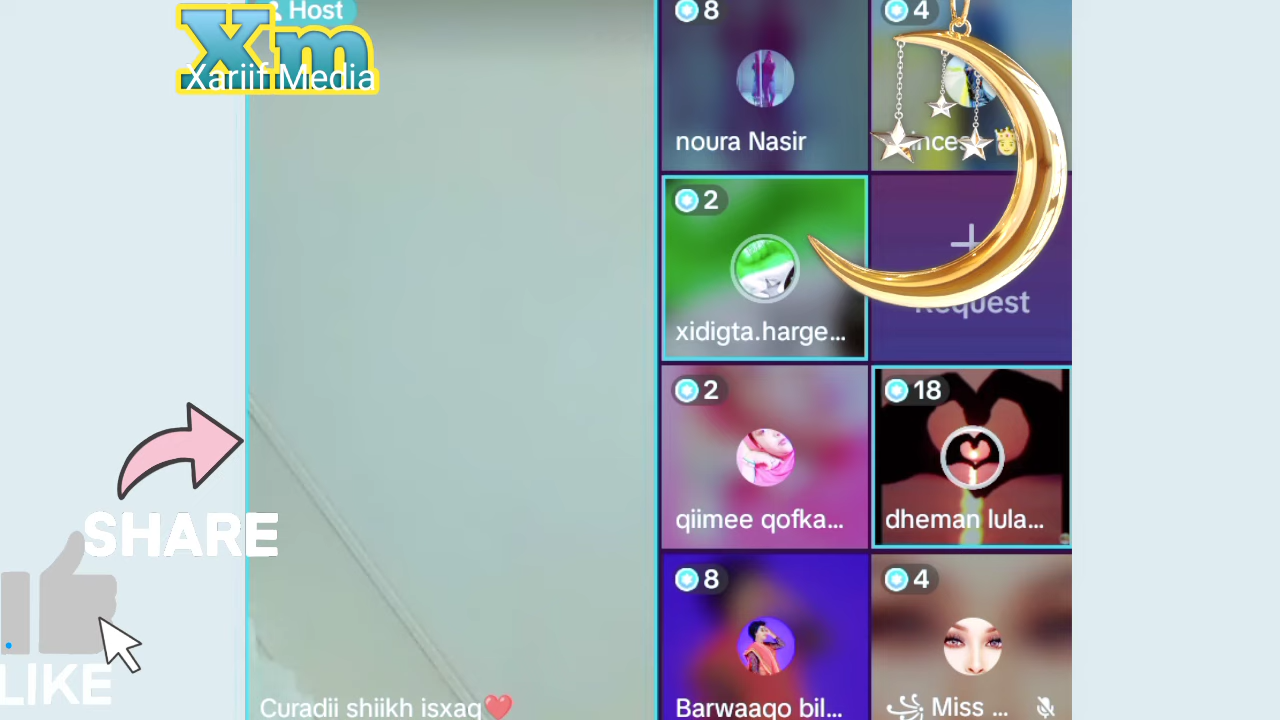 Host
Xm
Xariif Media
8
noura Nasir
4
2
xidigta.harge...
Request
2
qiimee qofka...
18
dheman lula...
SHARE
LIKE
8
Barwaaqo bil...
4
Miss ...
Curadii shiikh isxaq❤️